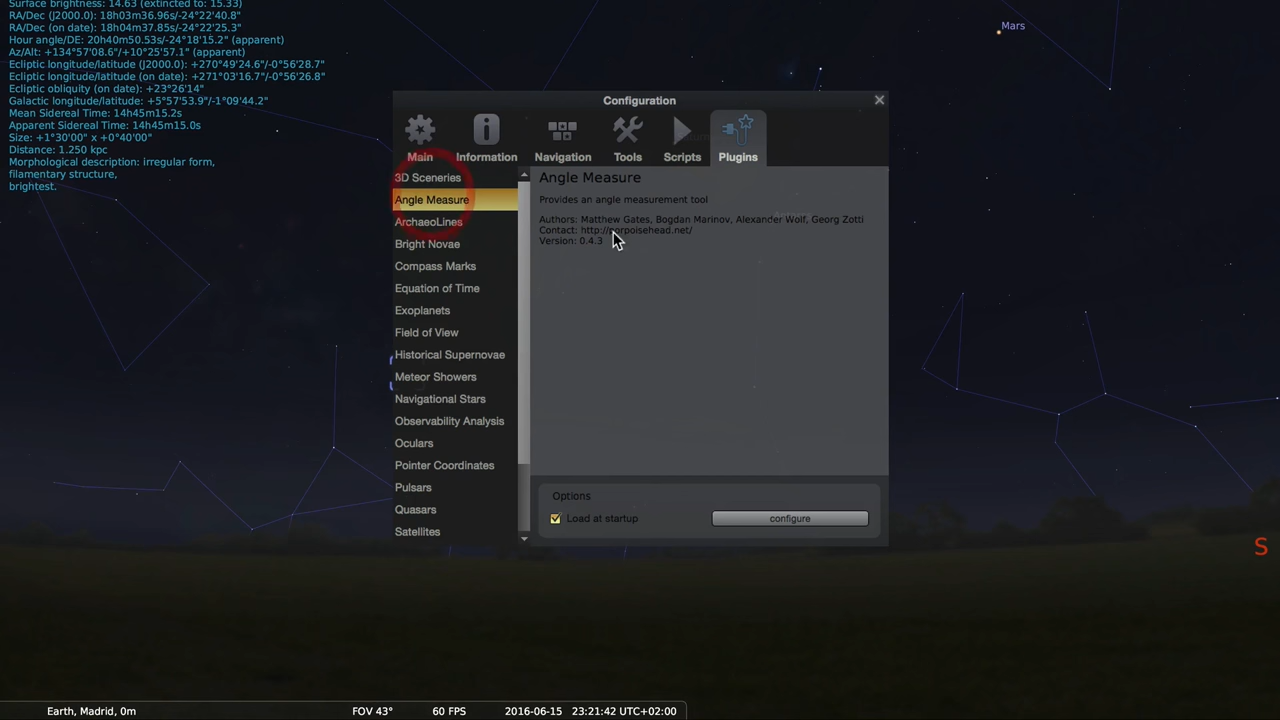 Surface brightness: 14.63 (extincted to: 15.33)
RA/Dec (J2000.0): 18h03m36.96s/-24°22'40.8"
RA/Dec (on date): 18h04m37.85s/-24°22'25.3"
Hour angle/DE: 20h40m50.53s/-24°18'15.2" (apparent)
Az/Alt: +134°57'08.6"/+10°25'57.1" (apparent)
Ecliptic longitude/latitude (J2000.0): +270°49'24.6"/-0°56'28.7"
Ecliptic longitude/latitude (on date): +271°03'16.7"/-0°56'26.8"
Ecliptic obliquity (on date): +23°26'14"
Galactic longitude/latitude: +5°57'53.9"/-1°09'44.2"
Mean Sidereal Time: 14h45m15.2s
Apparent Sidereal Time: 14h45m15.0s
Size: +1°30'00" x +0°40'00"
Distance: 1.250 kpc
Morphological description: irregular form,
filamentary structure,
brightest.
Mars
Configuration
Main
Information
Navigation
Tools
Scripts
Plugins
3D Sceneries
Angle Measure
ArchaeoLines
Bright Novae
Compass Marks
Equation of Time
Exoplanets
Field of View
Historical Supernovae
Meteor Showers
Navigational Stars
Observability Analysis
Oculars
Pointer Coordinates
Pulsars
Quasars
Satellites
Angle Measure
Provides an angle measurement tool
Authors: Matthew Gates, Bogdan Marinov, Alexander Wolf, Georg Zotti
Contact: http://porpoisehead.net/
Version: 0.4.3
Options
Load at startup
configure
S
Earth, Madrid, 0m
FOV 43°
60 FPS
2016-06-15
23:21:42 UTC+02:00